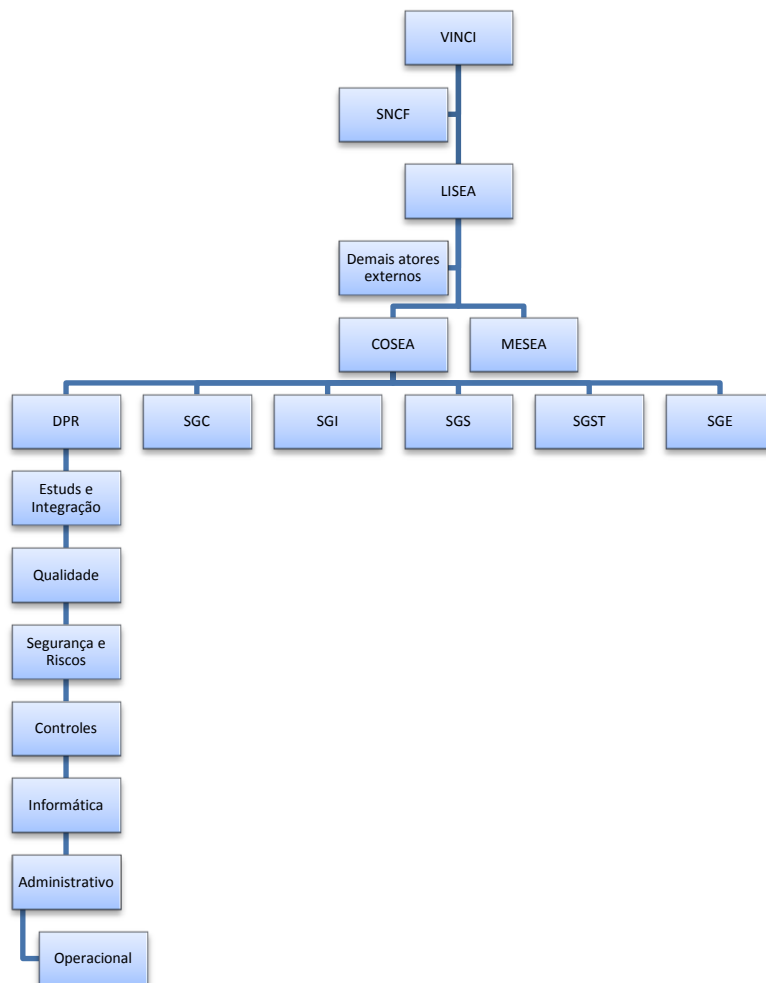 VINCI
SNCF
LISEA
Demais atores
externos
COSEA
MESEA
DPR
SGC
SGI
SGS
SGST
SGE
Estuds e
Integração
Qualidade
Segurança e
Riscos
Controles
Informática
Administrativo
Operacional